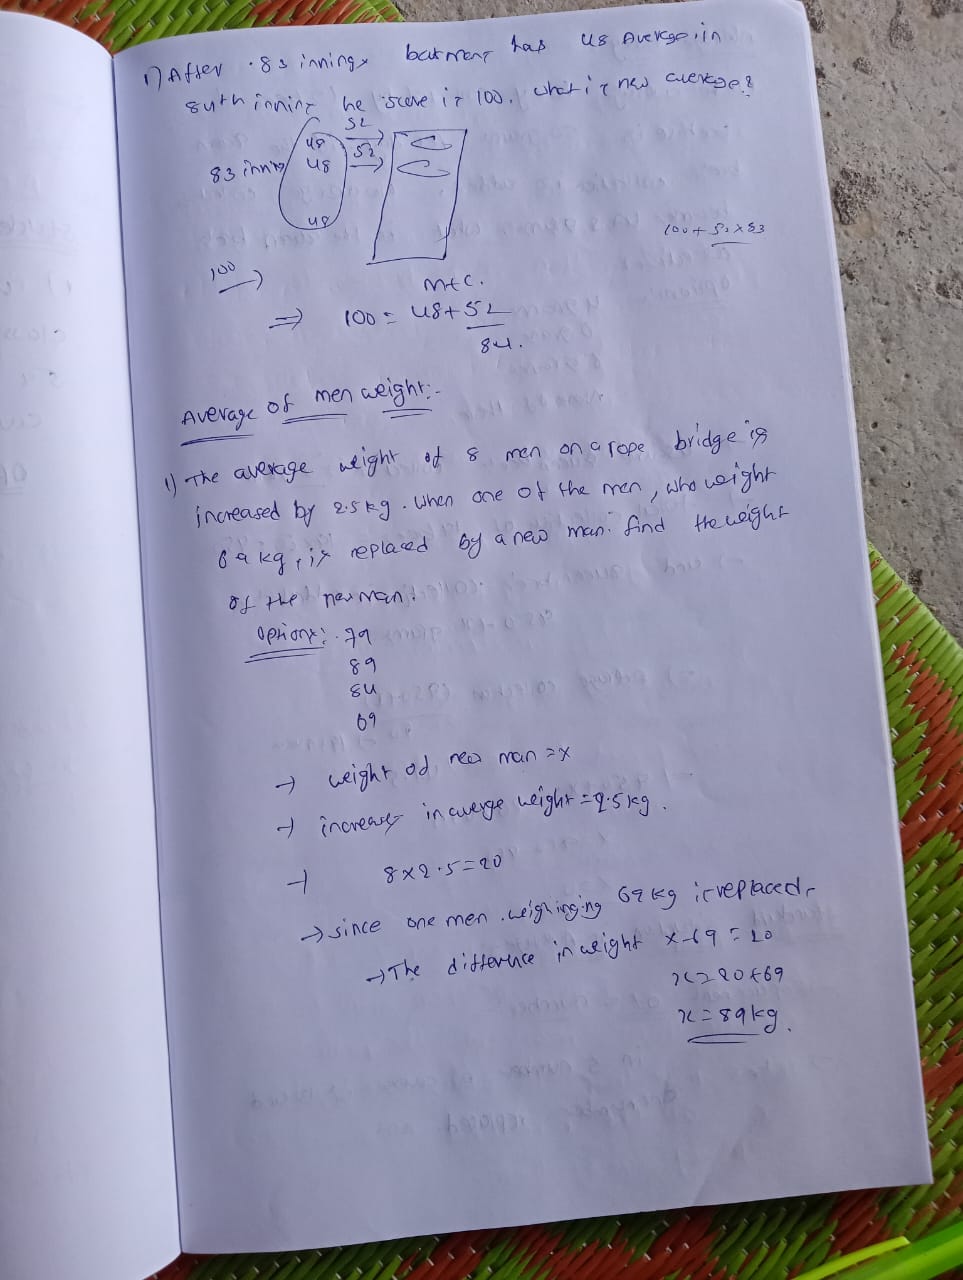 1) After 83 innings batment has 48 Average, in
84th inning he score is 100. what is new average?
52
83 inning 48 52
48
48
100 + 52 x 83
100
M+C.
⇒ 100 = 48 + 52
84.
Average of men weight:-
1) The average weight of 8 men on a rope bridge is
increased by 2.5 kg. when one of the men, who weight
69 kg, is replaced by a new man. find the weight
of the new man.
options: 79
89
84
69
→ weight od new man = x
→ increases in averge weight = 2.5 kg.
→ 8 x 2.5 = 20
→ since one men weighinging 69 kg is replaced
→ The difference in weight x - 69 = 20
x = 20 + 69
x = 89 kg.